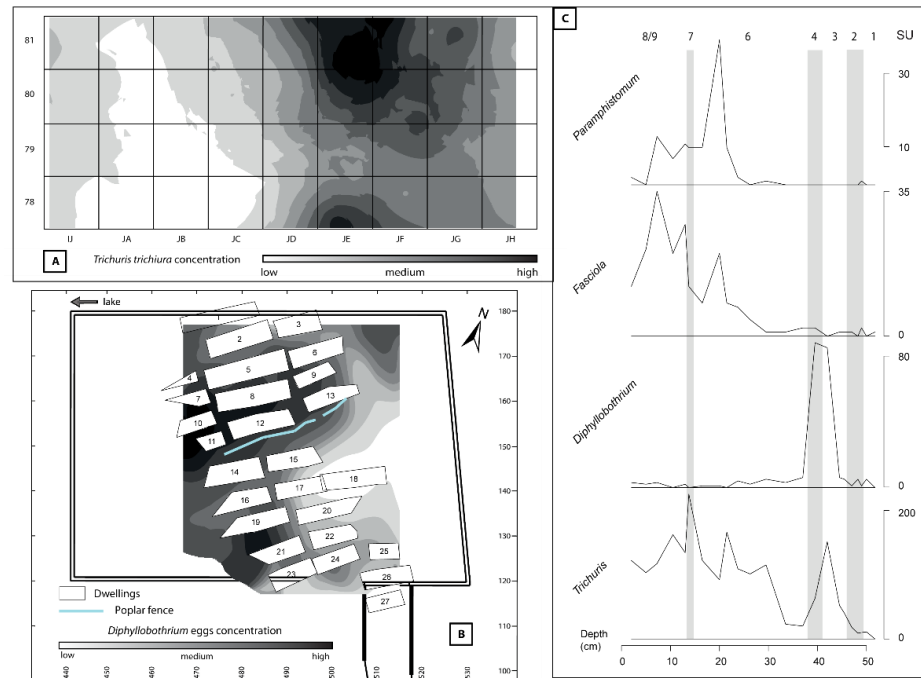 81
80
79
78
IJ JA JB JC JD JE JF JG JH
A
Trichuris trichiura concentration
low medium high
lake
N
180
170
160
150
140
130
120
110
100
2
3
4
5
6
7
8
9
10
11
12
13
14
15
16
17
18
19
20
21
22
23
24
25
26
27
Dwellings
Poplar fence
Diphyllobothrium eggs concentration
low medium high
B
440 450 460 470 480 490 500 510 520 530
C
8/9 7 6 4 3 2 1 SU
Paramphistomum
30
10
Fasciola
35
0
Diphyllobothrium
80
0
Trichuris
200
0
Depth
(cm)
0 10 20 30 40 50